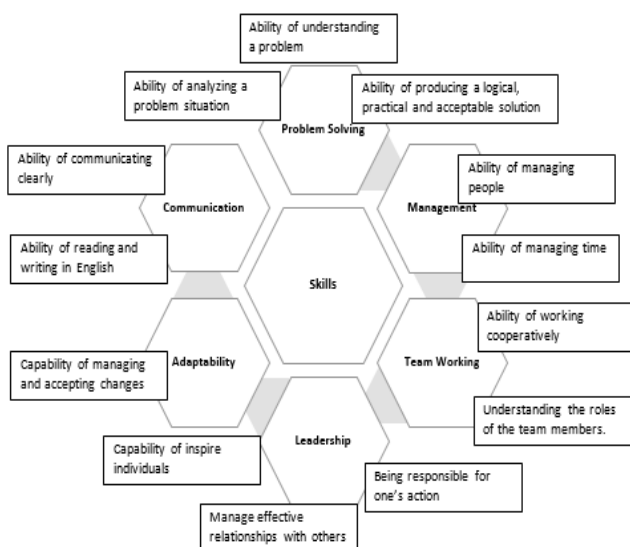 Ability of understanding
a problem
Ability of analyzing a
problem situation
Ability of producing a logical,
practical and acceptable solution
Problem Solving
Ability of communicating
clearly
Ability of managing
people
Communication
Management
Ability of reading and
writing in English
Ability of managing time
Skills
Ability of working
cooperatively
Capability of managing
and accepting changes
Adaptability
Team Working
Understanding the roles
of the team members.
Capability of inspire
individuals
Leadership
Being responsible for
one's action
Manage effective
relationships with others